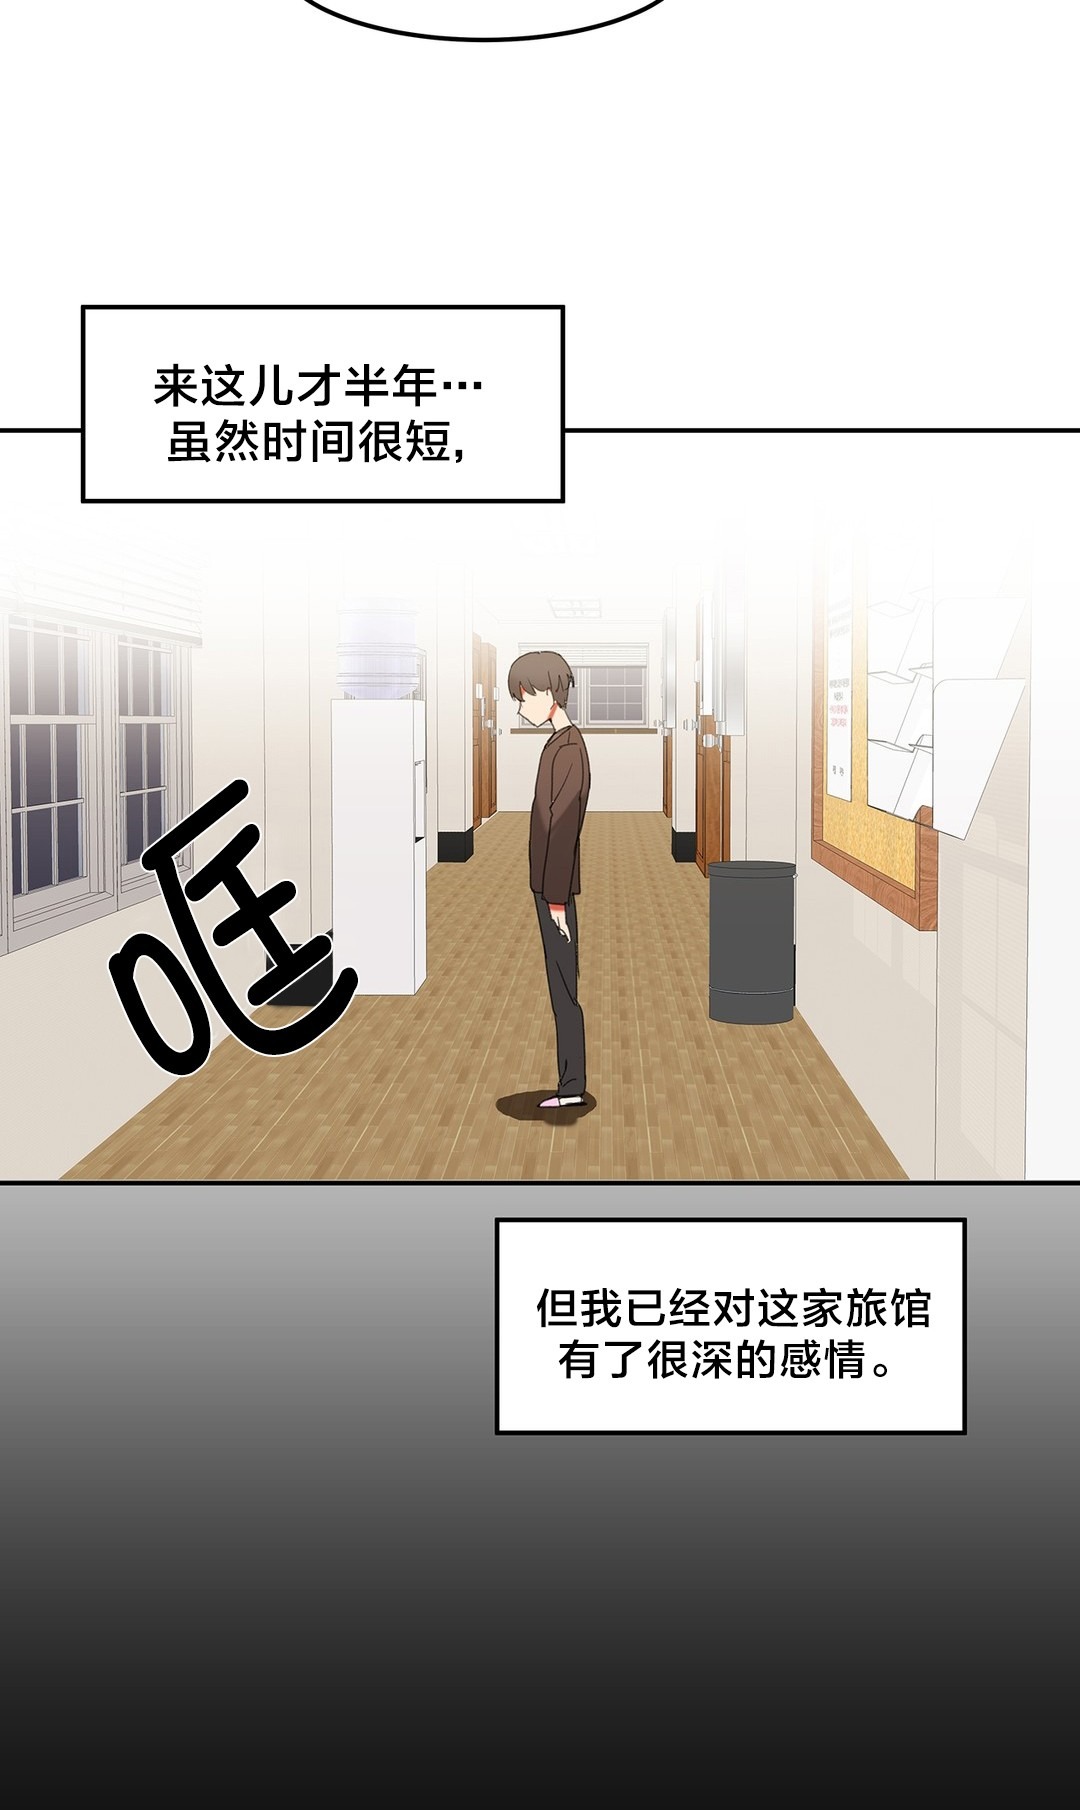 来这儿才半年…
虽然时间很短,
哐
但我已经对这家旅馆
有了很深的感情。